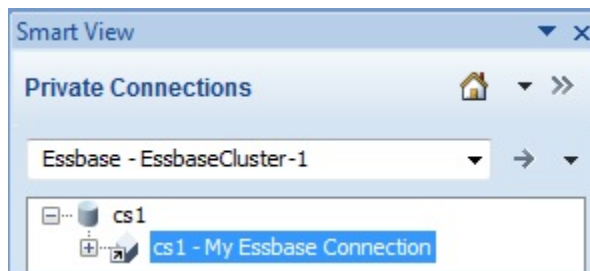 Smart View
Private Connections
Essbase - EssbaseCluster-1
cs1
cs1 - My Essbase Connection